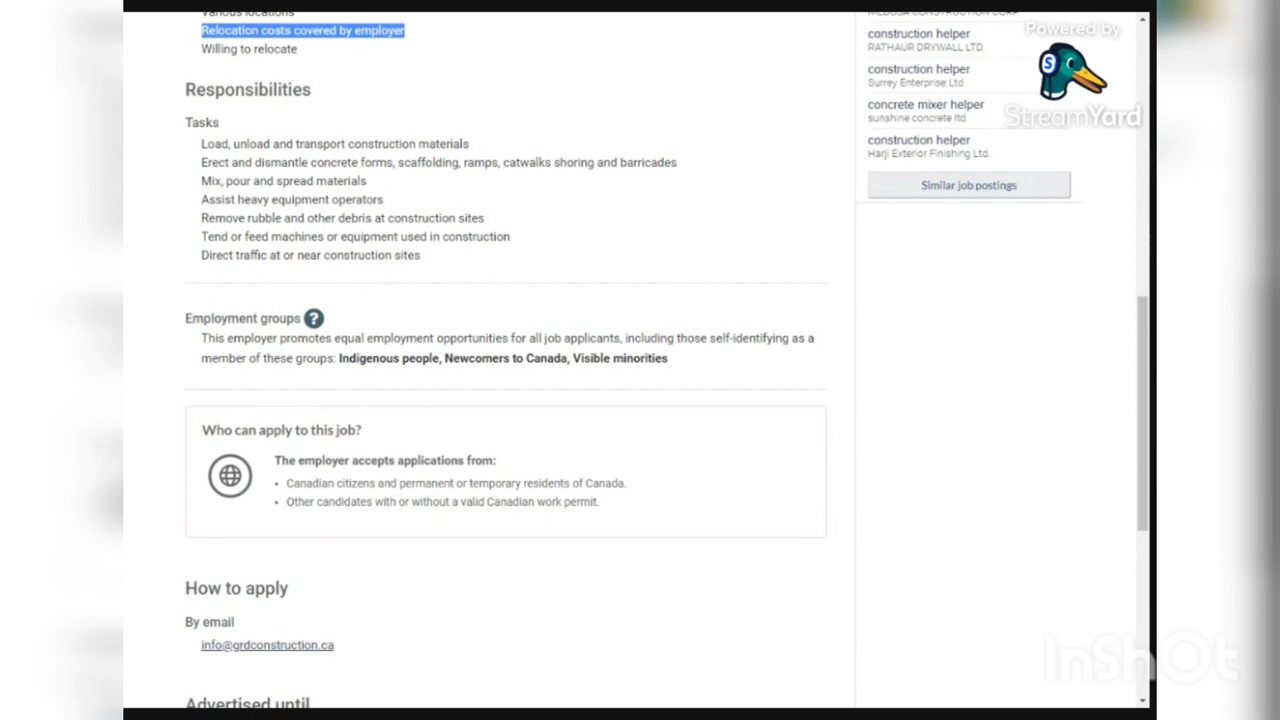 Various locations
Relocation costs covered by employer
Willing to relocate
Responsibilities
Tasks
Load, unload and transport construction materials
Erect and dismantle concrete forms, scaffolding, ramps, catwalks shoring and barricades
Mix, pour and spread materials
Assist heavy equipment operators
Remove rubble and other debris at construction sites
Tend or feed machines or equipment used in construction
Direct traffic at or near construction sites
Employment groups ?
This employer promotes equal employment opportunities for all job applicants, including those self-identifying as a
member of these groups: Indigenous people, Newcomers to Canada, Visible minorities
Who can apply to this job?
The employer accepts applications from:
• Canadian citizens and permanent or temporary residents of Canada.
• Other candidates with or without a valid Canadian work permit.
How to apply
By email
info@grdconstruction.ca
Advertised until
MEDUSA CONSTRUCTION CORP.
construction helper
RATHAUR DRYWALL LTD.
construction helper
Surrey Enterprise Ltd.
concrete mixer helper
sunshine concrete ltd
construction helper
Harji Exterior Finishing Ltd.
Similar job postings
Powered by
S
StreamYard
InShOt